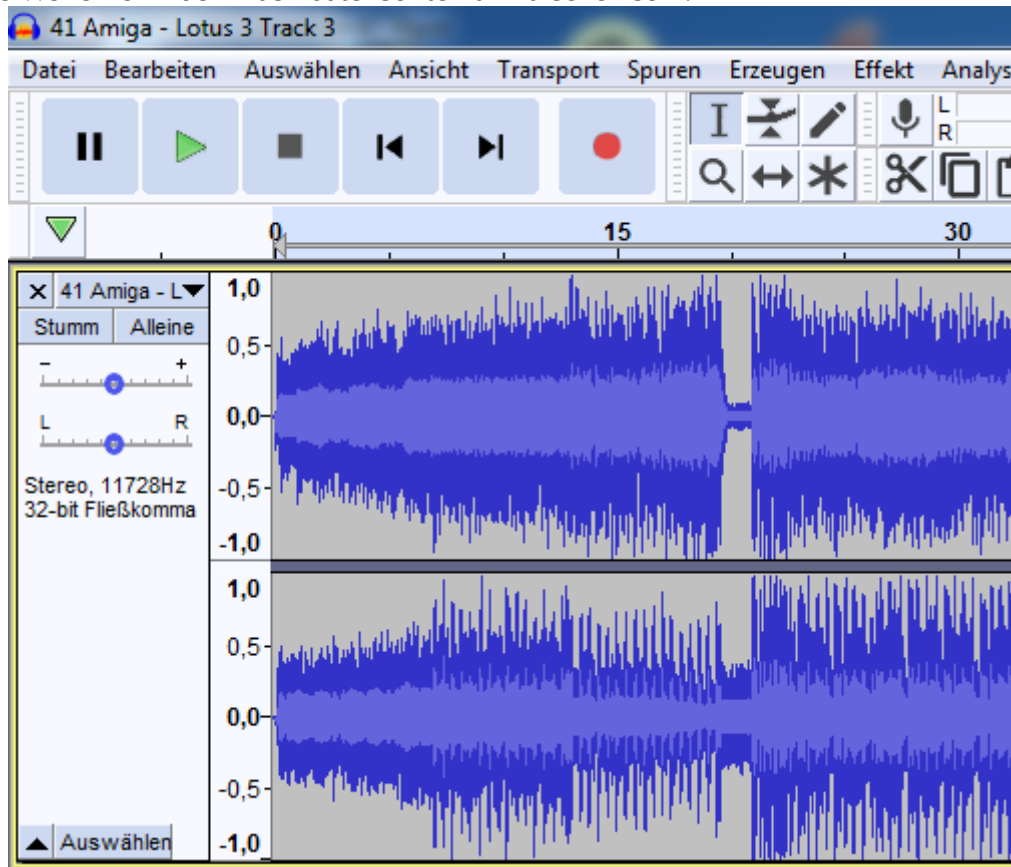 41 Amiga - Lotus 3 Track 3
Datei Bearbeiten Auswählen Ansicht Transport Spuren Erzeugen Effekt Analys
L
R
0 15 30
41 Amiga - L
Stumm Alleine
- +
L R
Stereo, 11728Hz
32-bit Fließkomma
Auswählen
1,0
0,5
0,0
-0,5
-1,0
1,0
0,5
0,0
-0,5
-1,0